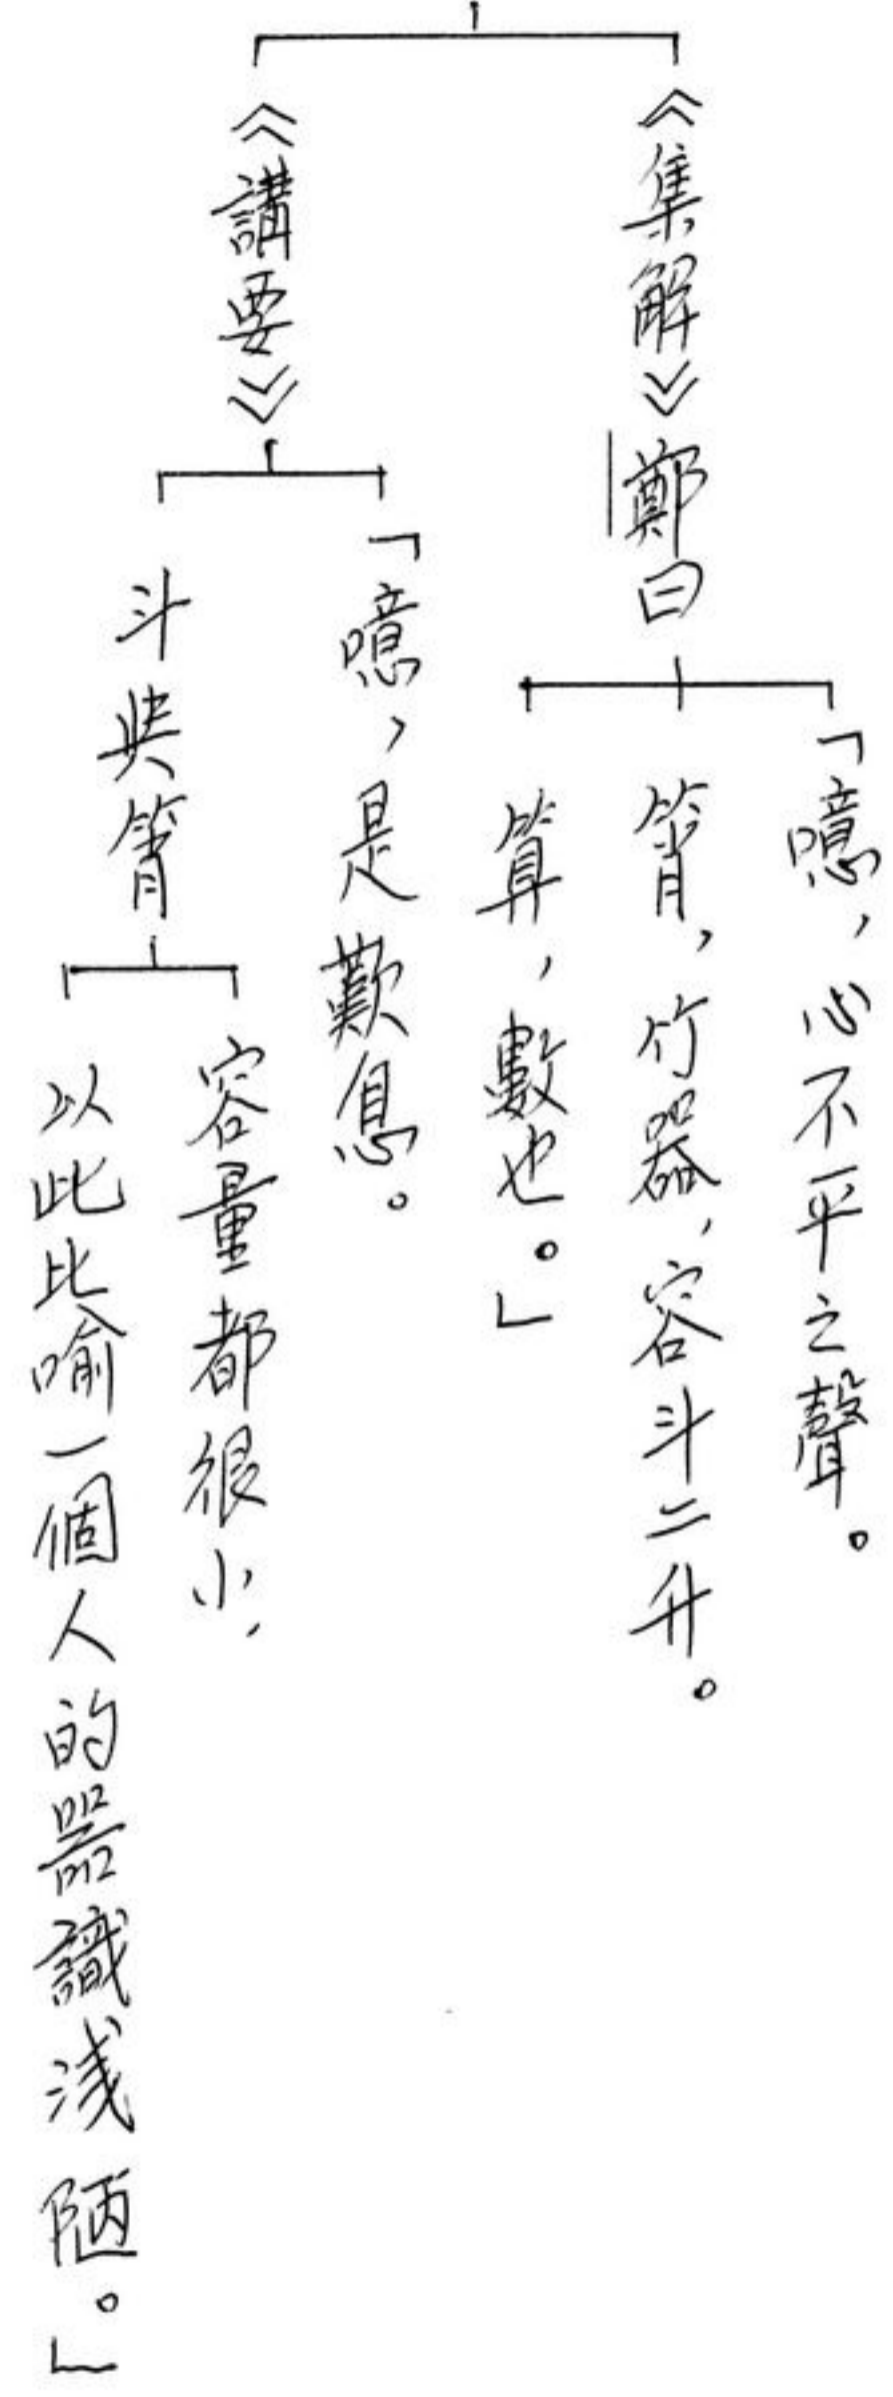 《集解》鄭曰
「噫，心不平之聲。
筲，竹器，容斗二升。
算，數也。」
《講要》
「噫，是歎息。
斗與筲
容量都很小，
以此比喻一個人的器識淺陋。」